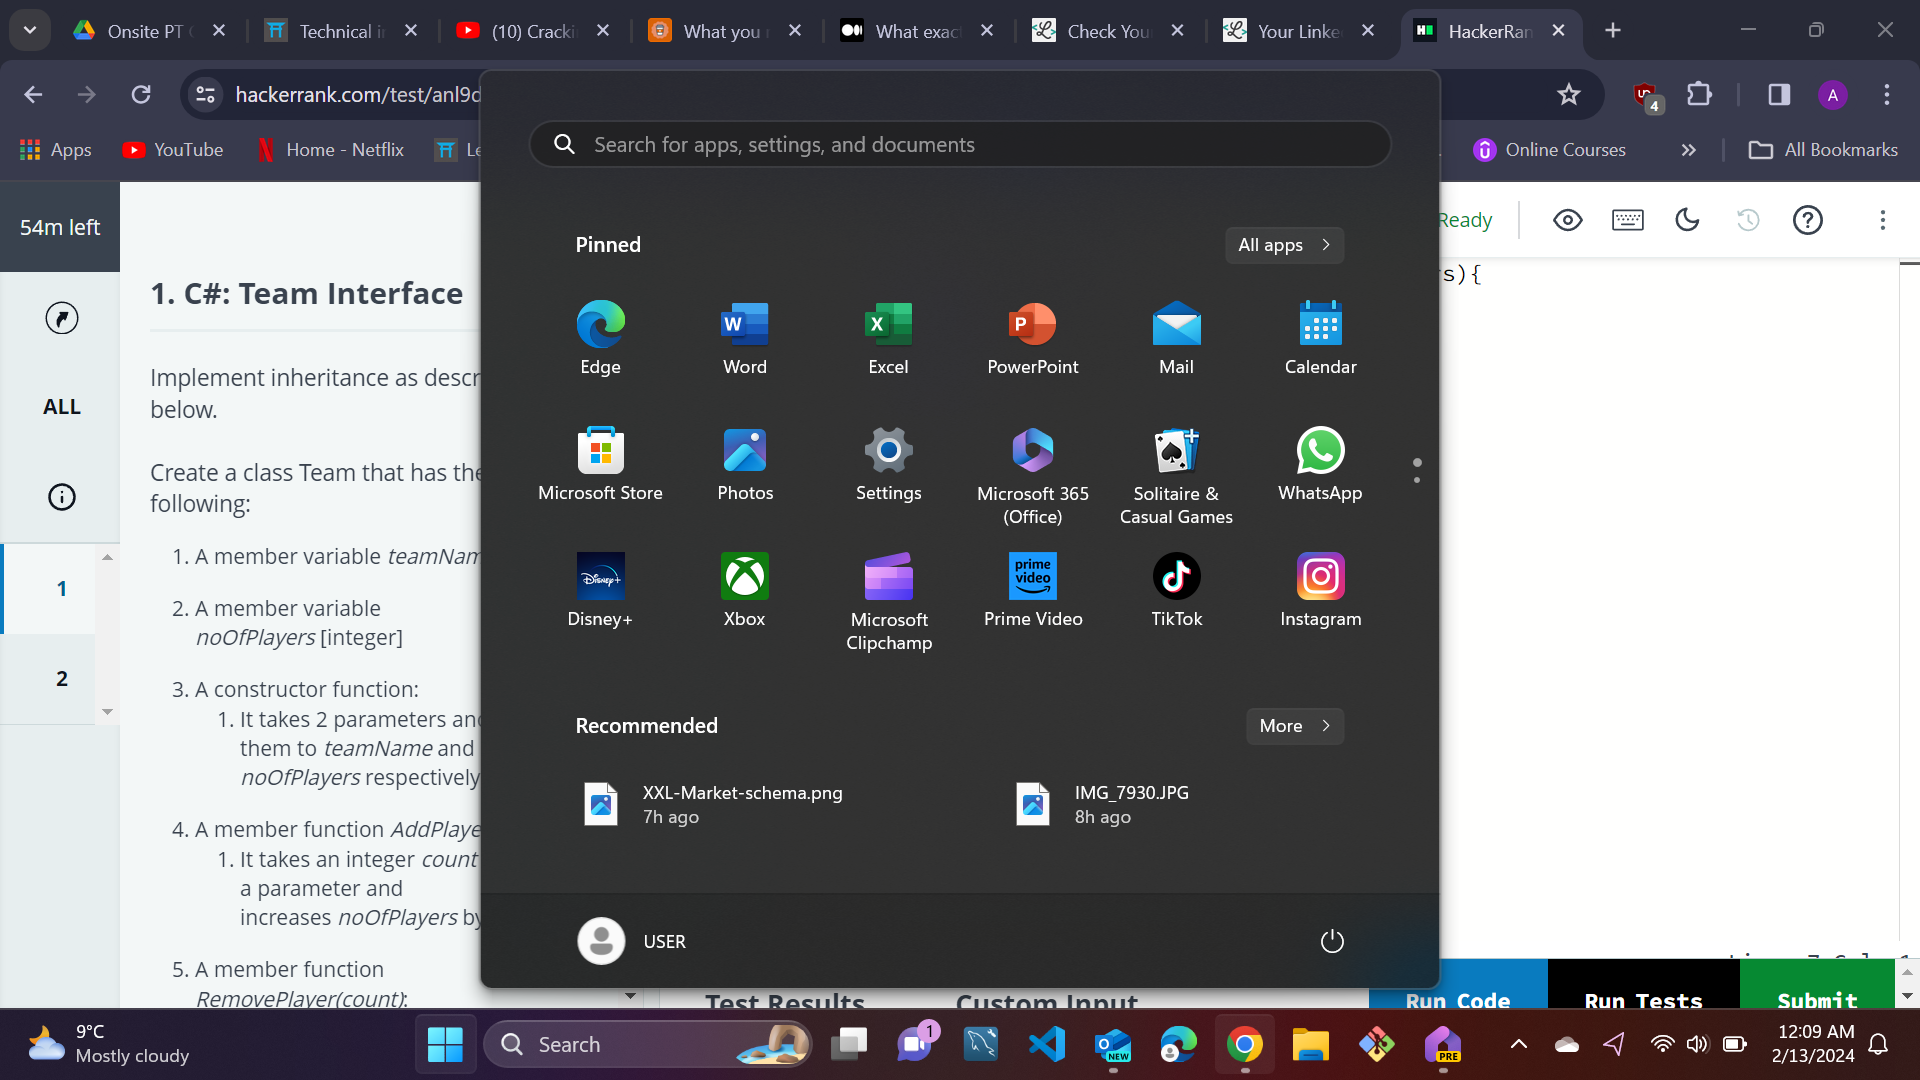 Onsite PT
Technical i
(10) Cracki
What you
What exac
Check You
Your Linke
HackerRan
hackerrank.com/test/anl9d
4
A
Apps
YouTube
Home - Netflix
Le
Online Courses
All Bookmarks
Search for apps, settings, and documents
54m left
Ready
Pinned
All apps
s){
1. C#: Team Interface
Edge
Word
Excel
PowerPoint
Mail
Calendar
Implement inheritance as descr
below.
ALL
Microsoft Store
Photos
Settings
Microsoft 365
(Office)
Solitaire &
Casual Games
WhatsApp
Create a class Team that has the
following:
1. A member variable teamNam
2. A member variable
noOfPlayers [integer]
1
2
Disney+
Xbox
Microsoft
Clipchamp
prime
video
Prime Video
TikTok
Instagram
3. A constructor function:
1. It takes 2 parameters and
them to teamName and
noOfPlayers respectively
Recommended
More
XXL-Market-schema.png
7h ago
IMG_7930.JPG
8h ago
4. A member function AddPlaye
1. It takes an integer count
a parameter and
increases noOfPlayers by
USER
5. A member function
RemovePlayer(count):
Test Results
Custom Input
Run Code
Run Tests
Submit
9°C
Mostly cloudy
Search
1
NEW
PRE
12:09 AM
2/13/2024